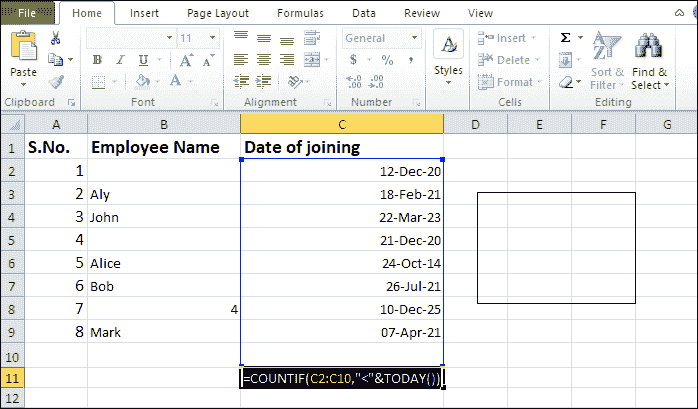 File Home Insert Page Layout Formulas Data Review View
General
11
Paste
B I U A
Styles
Insert
Delete
Format
Σ
Sort & Filter
Find & Select
$ % ,
Clipboard Font Alignment Number Cells Editing
A B C D E F G
1 S.No. Employee Name Date of joining
2 1 12-Dec-20
3 2 Aly 18-Feb-21
4 3 John 22-Mar-23
5 4 21-Dec-20
6 5 Alice 24-Oct-14
7 6 Bob 26-Jul-21
8 7 4 10-Dec-25
9 8 Mark 07-Apr-21
10
11 =COUNTIF(C2:C10,"<"&TODAY())
12